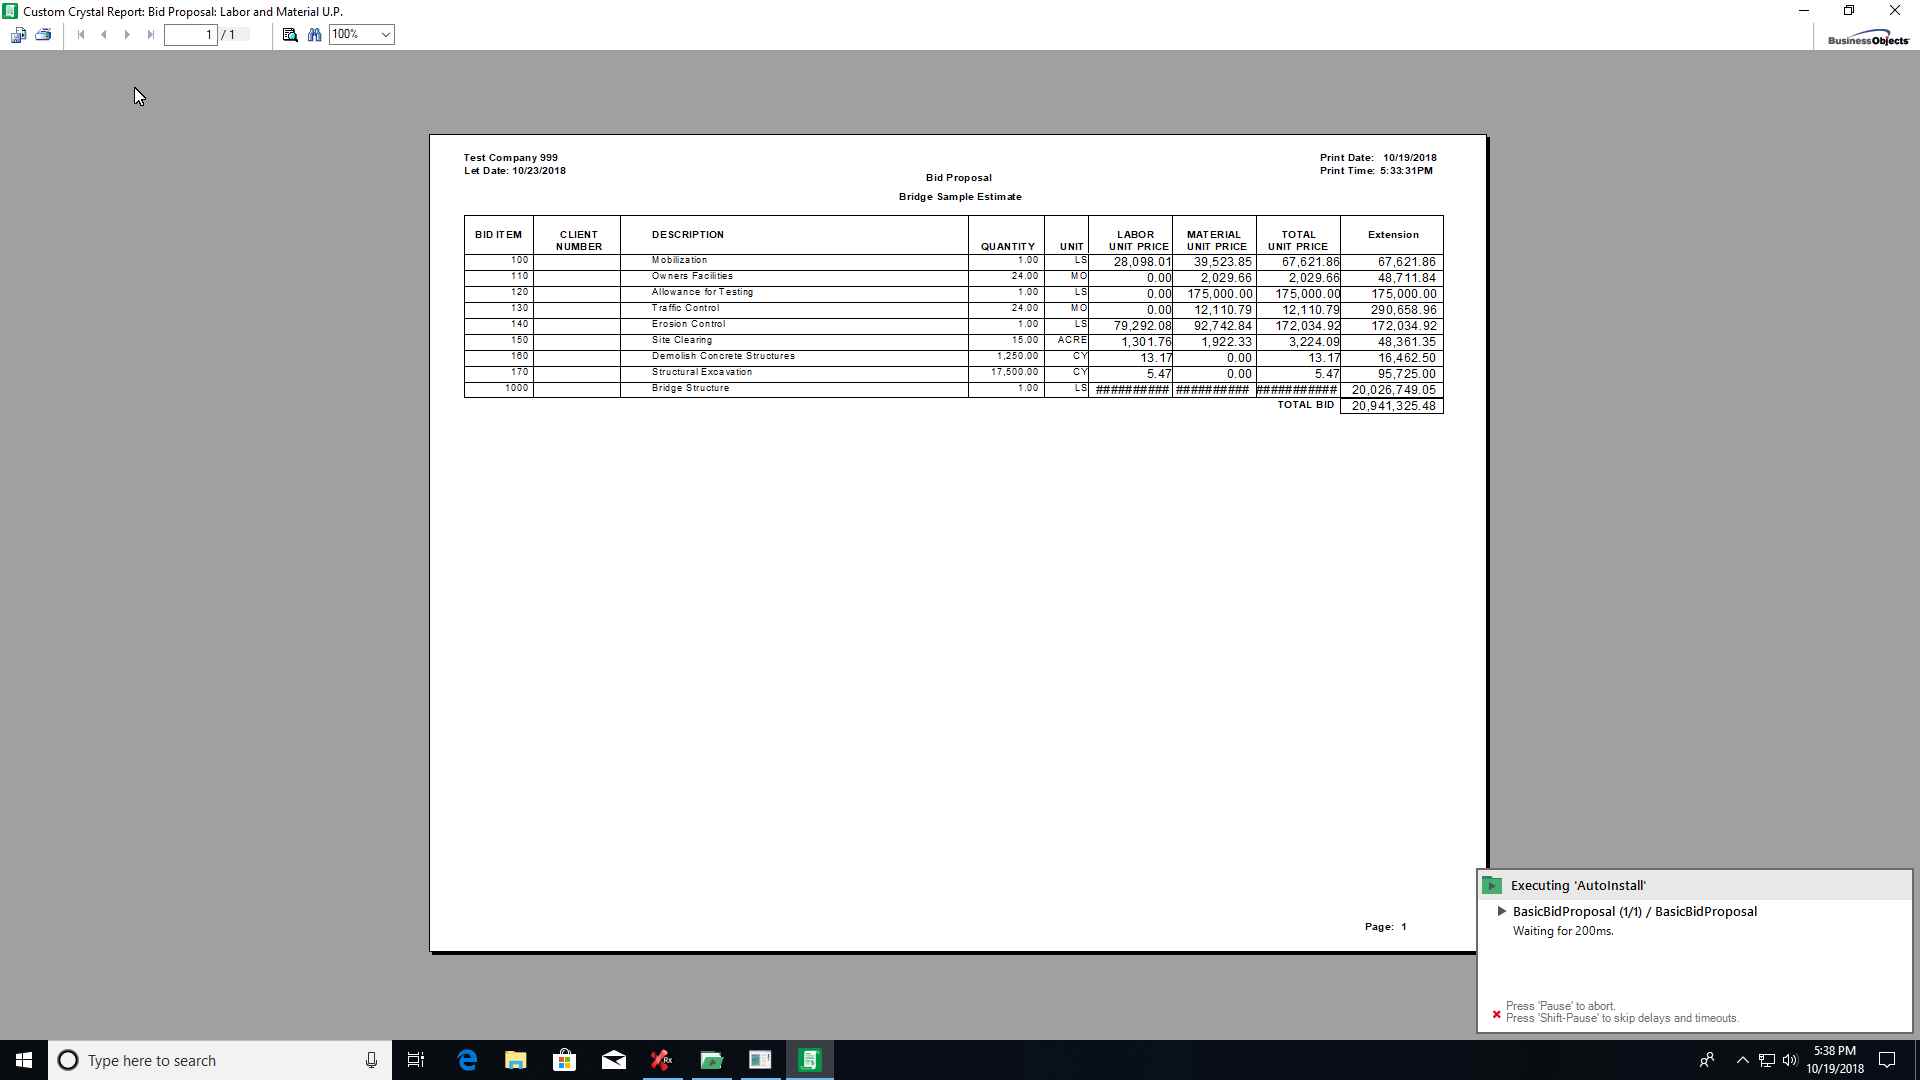 Custom Crystal Report: Bid Proposal: Labor and Material U.P.
1 / 1 100% BusinessObjects
Test Company 999 Print Date: 10/19/2018
Let Date: 10/23/2018 Print Time: 5:33:31PM
Bid Proposal
Bridge Sample Estimate
BID ITEM CLIENT DESCRIPTION LABOR MATERIAL TOTAL Extension
NUMBER QUANTITY UNIT UNIT PRICE UNIT PRICE UNIT PRICE
100 Mobilization 1.00 LS 28,098.01 39,523.85 67,621.86 67,621.86
110 Owners Facilities 24.00 MO 0.00 2,029.66 2,029.66 48,711.84
120 Allowance for Testing 1.00 LS 0.00 175,000.00 175,000.00 175,000.00
130 Traffic Control 24.00 MO 0.00 12,110.79 12,110.79 290,658.96
140 Erosion Control 1.00 LS 79,292.08 92,742.84 172,034.92 172,034.92
150 Site Clearing 15.00 ACRE 1,301.76 1,922.33 3,224.09 48,361.35
160 Demolish Concrete Structures 1,250.00 CY 13.17 0.00 13.17 16,462.50
170 Structural Excavation 17,500.00 CY 5.47 0.00 5.47 95,725.00
1000 Bridge Structure 1.00 LS ########## ########## ########### 20,026,749.05
TOTAL BID 20,941,325.48
Page: 1
Executing 'AutoInstall'
BasicBidProposal (1/1) / BasicBidProposal
Waiting for 200ms.
Press 'Pause' to abort.
Press 'Shift-Pause' to skip delays and timeouts.
Type here to search
Rx
5:38 PM
10/19/2018